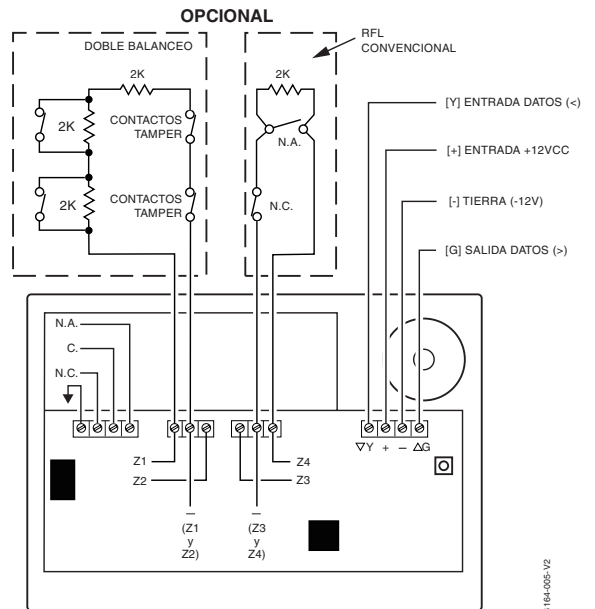 OPCIONAL
DOBLE BALANCEO
RFL
CONVENCIONAL
2K
2K
CONTACTOS
TAMPER
2K
N.A.
CONTACTOS
TAMPER
2K
N.C.
[Y] ENTRADA DATOS (<)
[+] ENTRADA +12VCC
[-] TIERRA (-12V)
[G] SALIDA DATOS (>)
N.A.
C.
N.C.
▽Y + – △G
Z1
Z2
Z4
Z3
–
(Z1
y
Z2)
–
(Z3
y
Z4)
164-005-V2